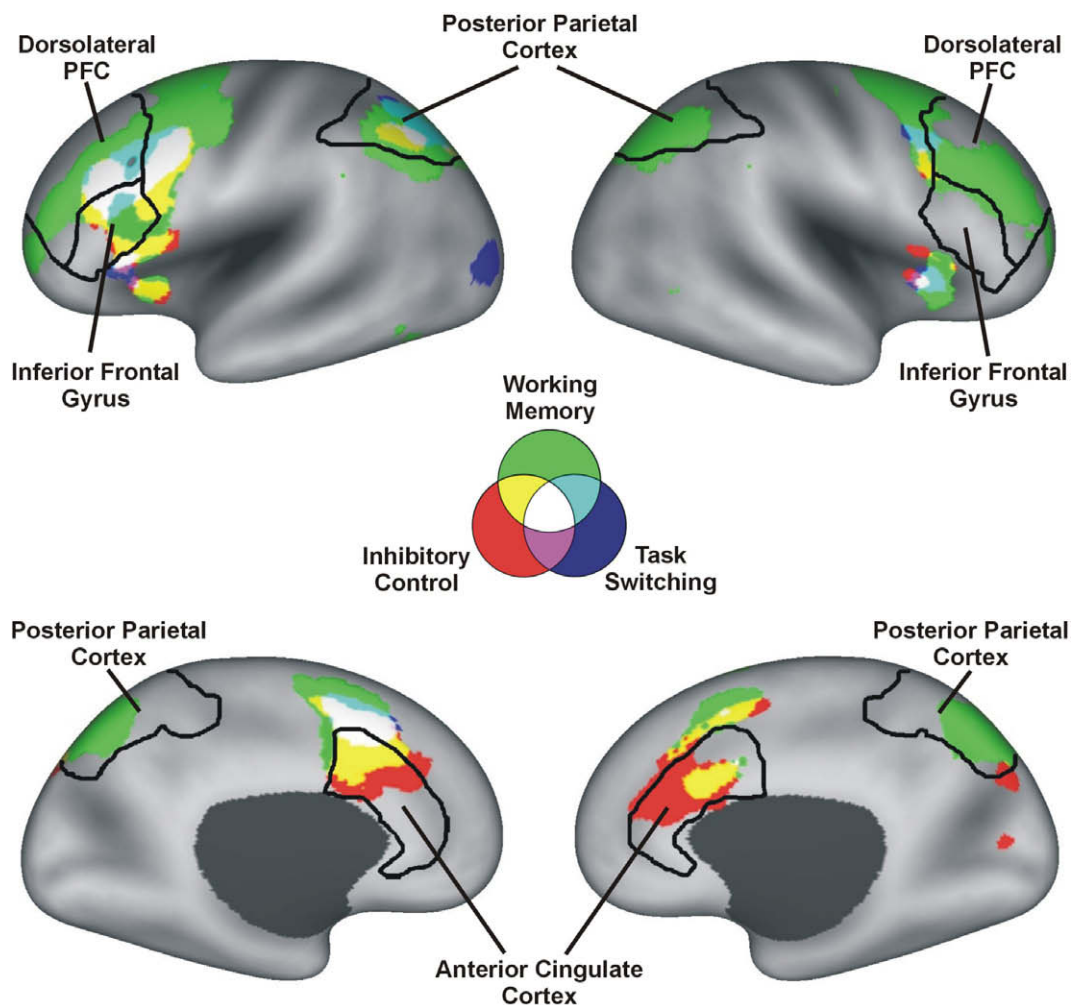 Posterior Parietal
Cortex
Dorsolateral
PFC
Dorsolateral
PFC
Inferior Frontal
Gyrus
Inferior Frontal
Gyrus
Working
Memory
Inhibitory
Control
Task
Switching
Posterior Parietal
Cortex
Posterior Parietal
Cortex
Anterior Cingulate
Cortex